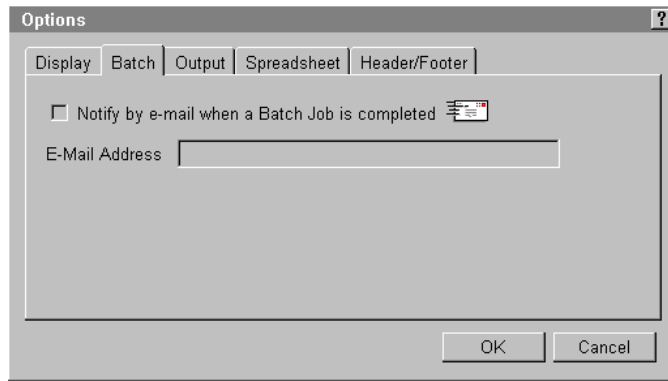 Options ?
Display Batch Output Spreadsheet Header/Footer
Notify by e-mail when a Batch Job is completed
E-Mail Address
OK Cancel